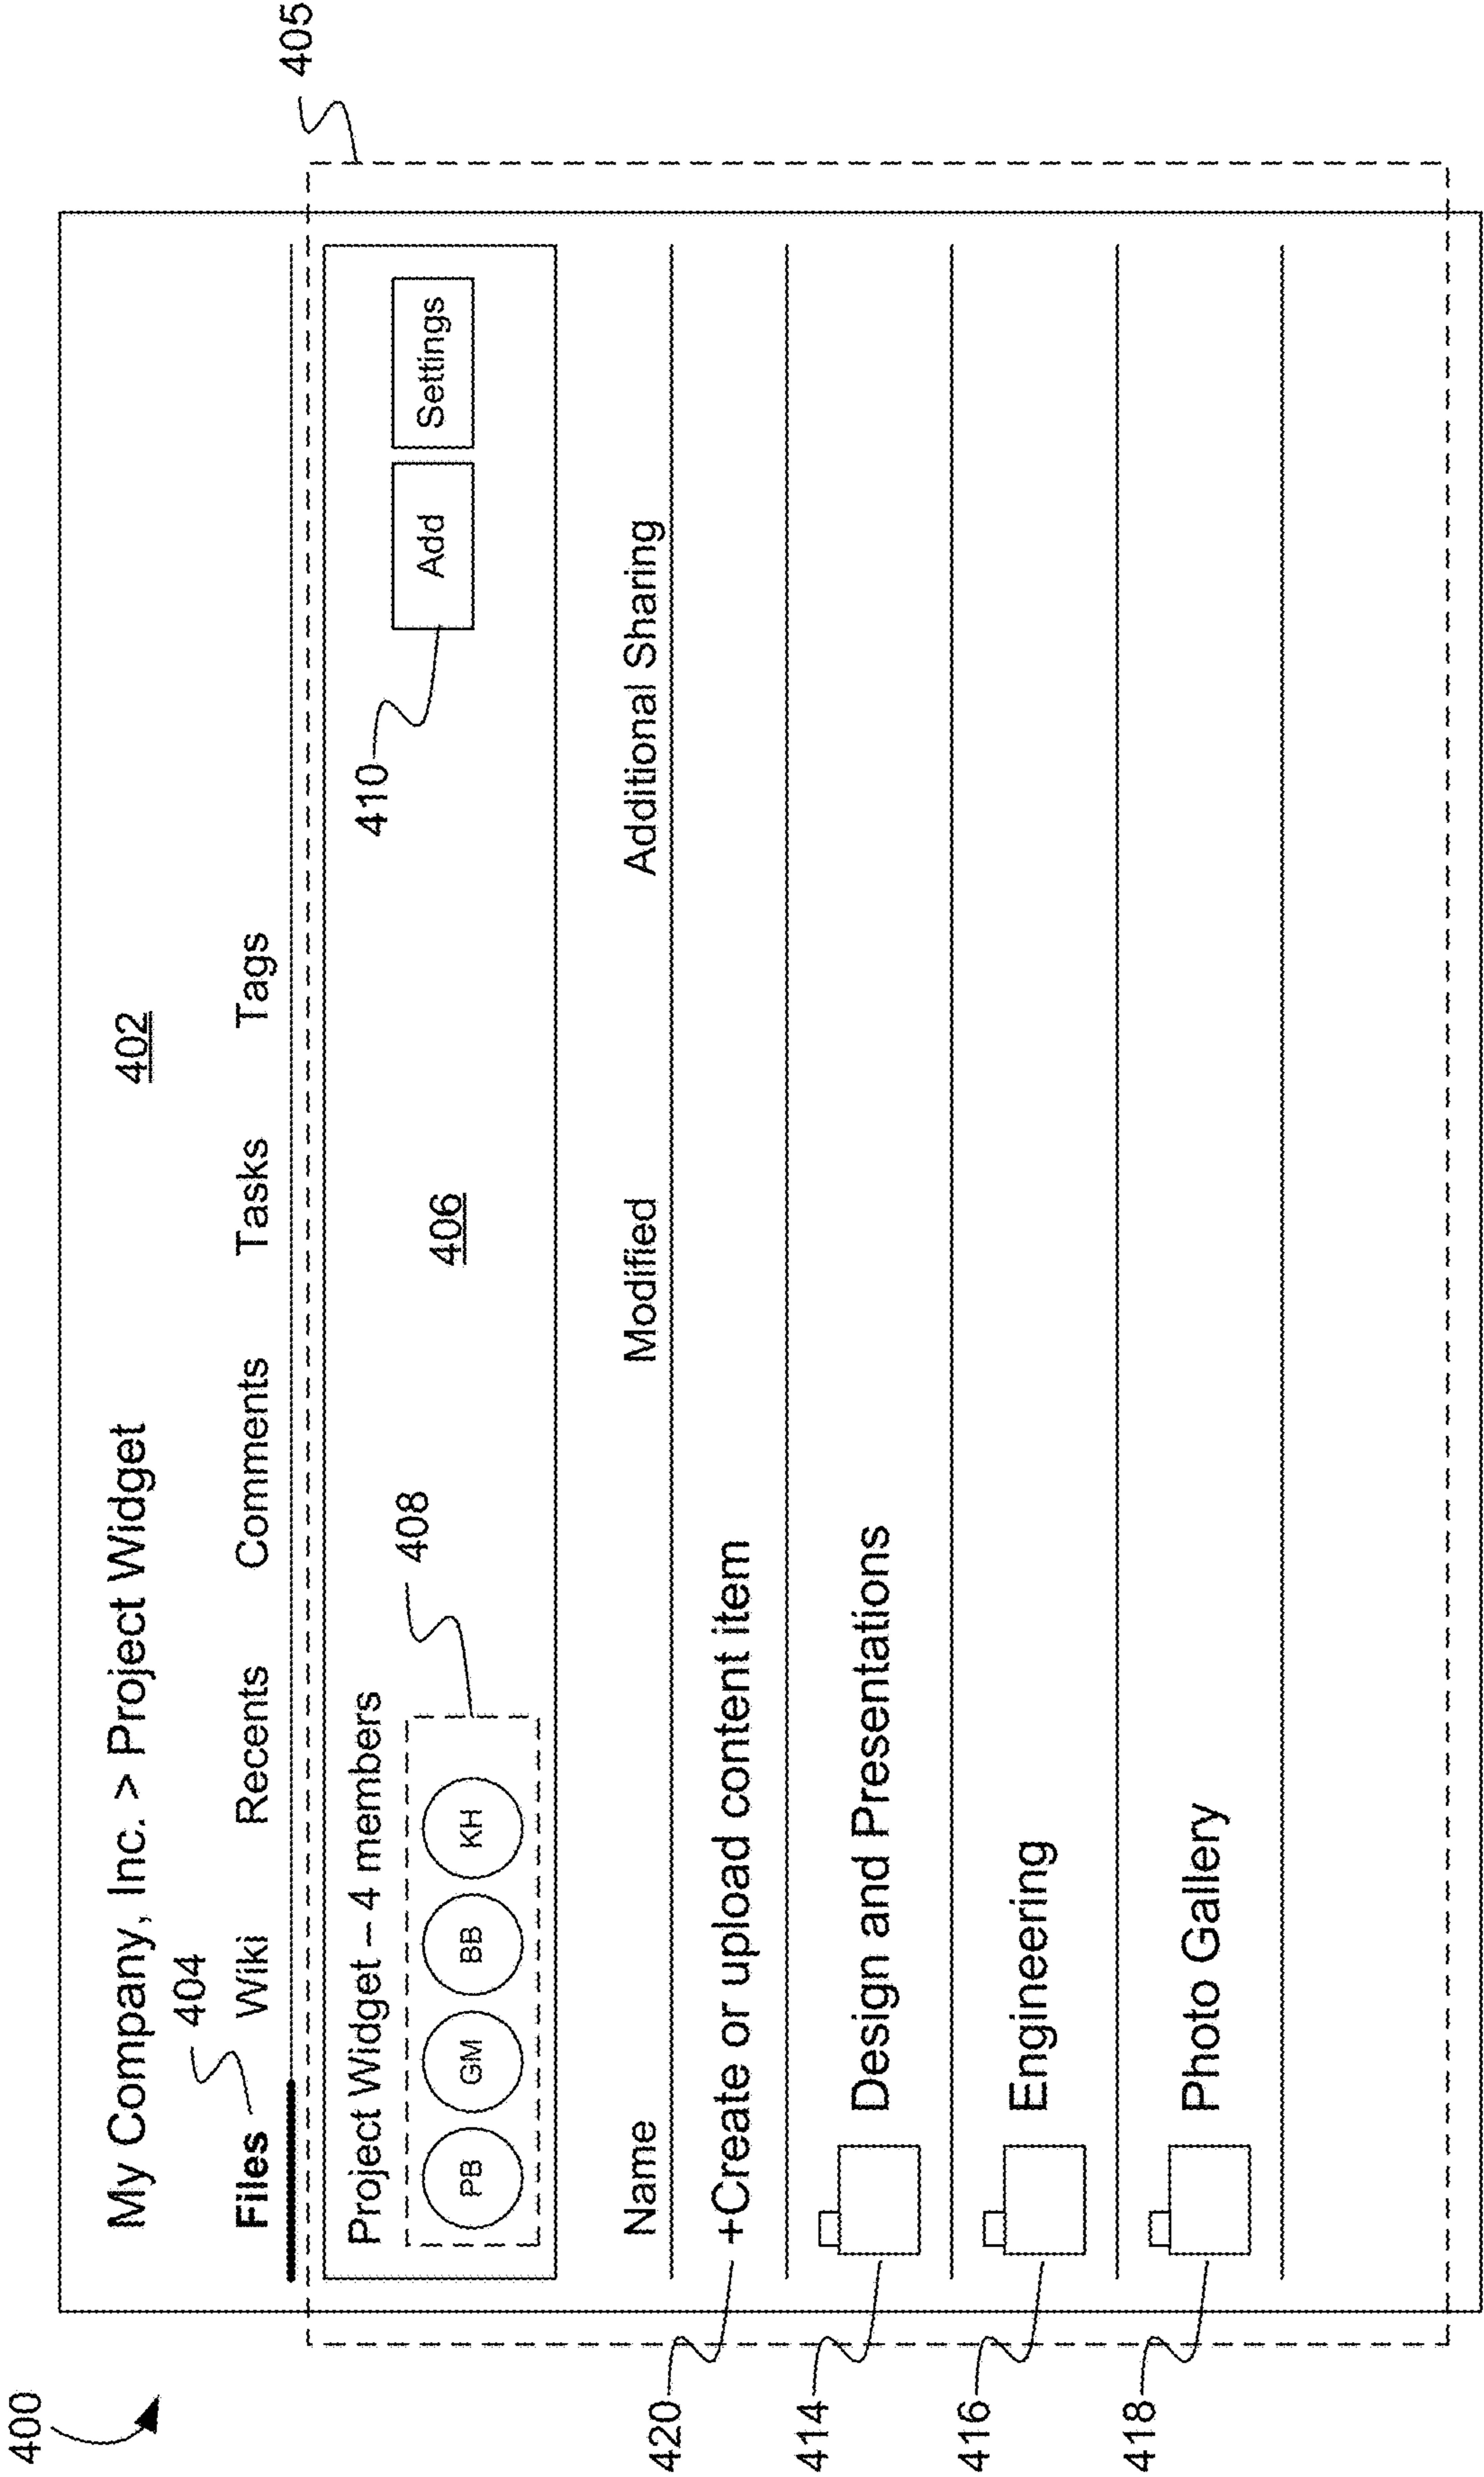 400
My Company, Inc. > Project Widget
402
404
Files Wiki Recents Comments Tasks Tags
405
Project Widget – 4 members
408
410
PB GM BB KH
406
Add Settings
Name Modified Additional Sharing
420
+Create or upload content item
414
Design and Presentations
416
Engineering
418
Photo Gallery